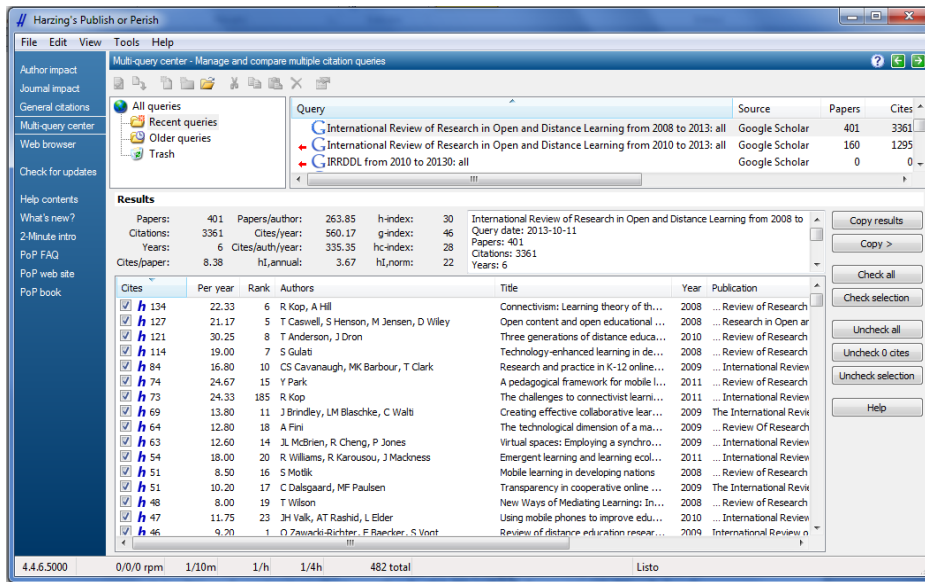 Harzing's Publish or Perish
File Edit View Tools Help
Author impact
Journal impact
General citations
Multi-query center
Web browser
Check for updates
Help contents
What's new?
2-Minute intro
PoP FAQ
PoP web site
PoP book
Multi-query center - Manage and compare multiple citation queries
All queries
Recent queries
Older queries
Trash
Query Source Papers Cites
International Review of Research in Open and Distance Learning from 2008 to 2013: all Google Scholar 401 3361
International Review of Research in Open and Distance Learning from 2010 to 2013: all Google Scholar 160 1295
IRRDDL from 2010 to 20130: all Google Scholar 0 0
Results
Papers: 401 Papers/author: 263.85 h-index: 30
Citations: 3361 Cites/year: 560.17 g-index: 46
Years: 6 Cites/auth/year: 335.35 hc-index: 28
Cites/paper: 8.38 hI,annual: 3.67 hI,norm: 22
International Review of Research in Open and Distance Learning from 2008 to
Query date: 2013-10-11
Papers: 401
Citations: 3361
Years: 6
Copy results
Copy >
Check all
Check selection
Uncheck all
Uncheck 0 cites
Uncheck selection
Help
Cites Per year Rank Authors Title Year Publication
h 134 22.33 6 R Kop, A Hill Connectivism: Learning theory of th... 2008 ... Review of Research
h 127 21.17 5 T Caswell, S Henson, M Jensen, D Wiley Open content and open educational ... 2008 ... Research in Open ar
h 121 30.25 8 T Anderson, J Dron Three generations of distance educa... 2010 ... Review of Research
h 114 19.00 7 S Gulati Technology-enhanced learning in de... 2008 ... Review of Research
h 84 16.80 10 CS Cavanaugh, MK Barbour, T Clark Research and practice in K-12 online... 2009 ... International Review
h 74 24.67 15 Y Park A pedagogical framework for mobile l... 2011 ... International Review
h 73 24.33 185 R Kop The challenges to connectivist learni... 2011 ... International Review
h 69 13.80 11 J Brindley, LM Blaschke, C Walti Creating effective collaborative lear... 2009 The International Revie
h 64 12.80 18 A Fini The technological dimension of a ma... 2009 ... Review Of Research
h 63 12.60 14 JL McBrien, R Cheng, P Jones Virtual spaces: Employing a synchro... 2009 ... International Review
h 54 18.00 20 R Williams, R Karousou, J Mackness Emergent learning and learning ecol... 2011 ... International Review
h 51 8.50 16 S Motlik Mobile learning in developing nations 2008 ... Review of Research
h 51 10.20 17 C Dalsgaard, MF Paulsen Transparency in cooperative online ... 2009 The International Revie
h 48 8.00 19 T Wilson New Ways of Mediating Learning: In... 2008 ... Review of Research
h 47 11.75 23 JH Valk, AT Rashid, L Elder Using mobile phones to improve edu... 2010 ... International Review
h 46 9.20 1 O Zawacki-Richter, E Baecker, S Vogt Review of distance education resear... 2009 International Review o
4.4.6.5000 0/0/0 rpm 1/10m 1/h 1/4h 482 total Listo